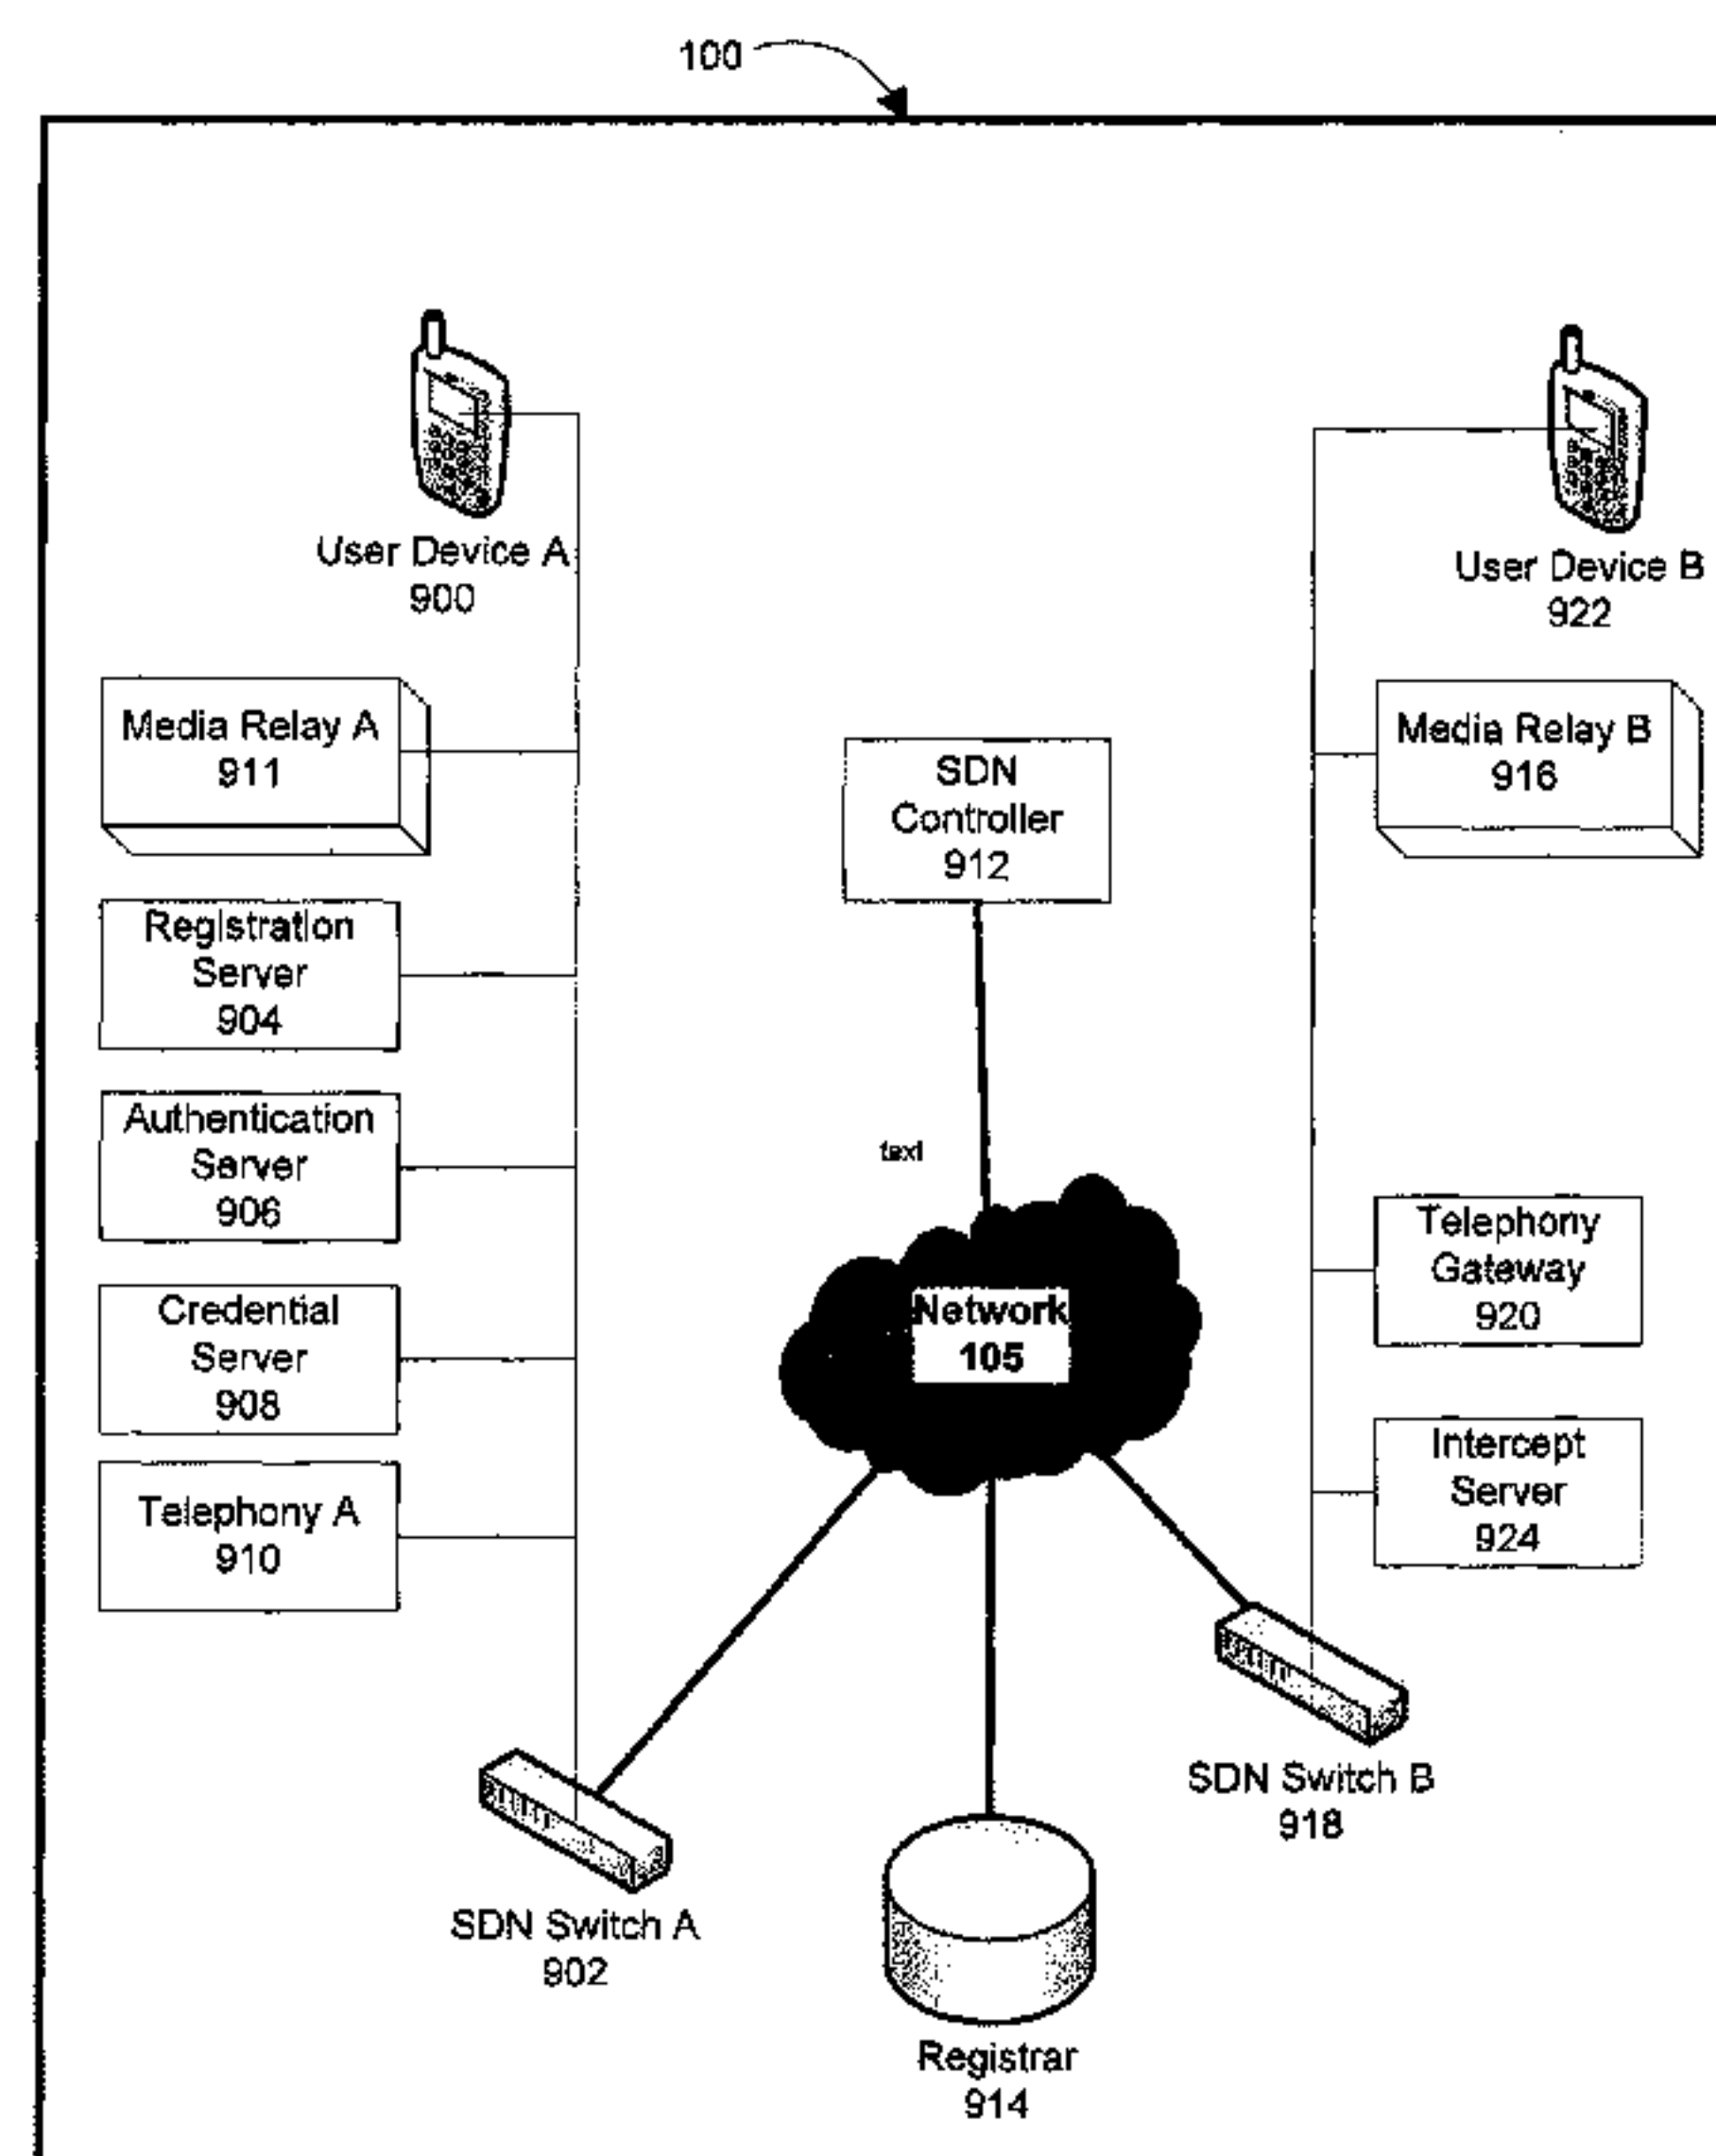 100
User Device A
900
User Device B
922
Media Relay A
911
Media Relay B
916
SDN
Controller
912
Registration
Server
904
Authentication
Server
906
text
Telephony
Gateway
920
Network
105
Credential
Server
908
Intercept
Server
924
Telephony A
910
SDN Switch B
918
SDN Switch A
902
Registrar
914